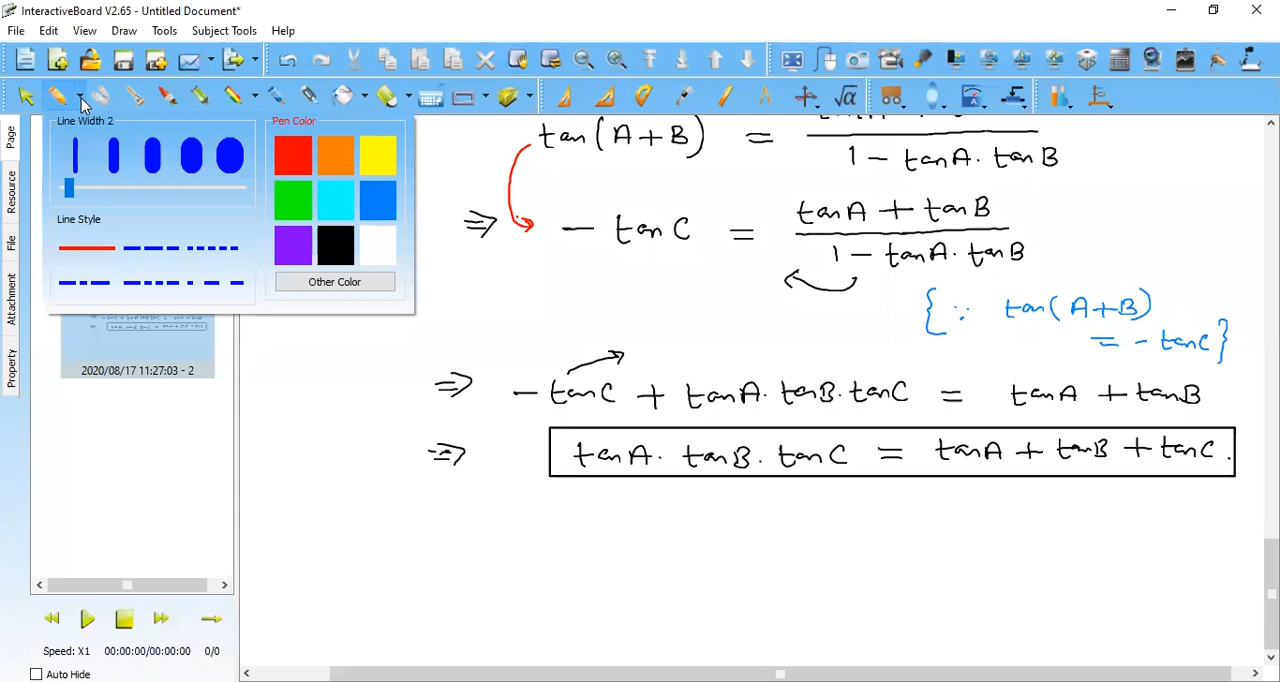 InteractiveBoard V2.65 - Untitled Document*
File Edit View Draw Tools Subject Tools Help
Page
Resource
File
Attachment
Property
Line Width 2
Line Style
Pen Color
Other Color
2020/08/17 11:27:03 - 2
Speed: X1 00:00:00/00:00:00 0/0
Auto Hide
tan(A+B) =
1 - tanA. tanB
⇒ - tanC = tanA + tanB
1 - tanA. tanB
{ ∵ tan(A+B)
= - tanC }
⇒ - tanC + tanA. tanB. tanC = tanA + tanB
⇒ tanA. tanB. tanC = tanA + tanB + tanC.